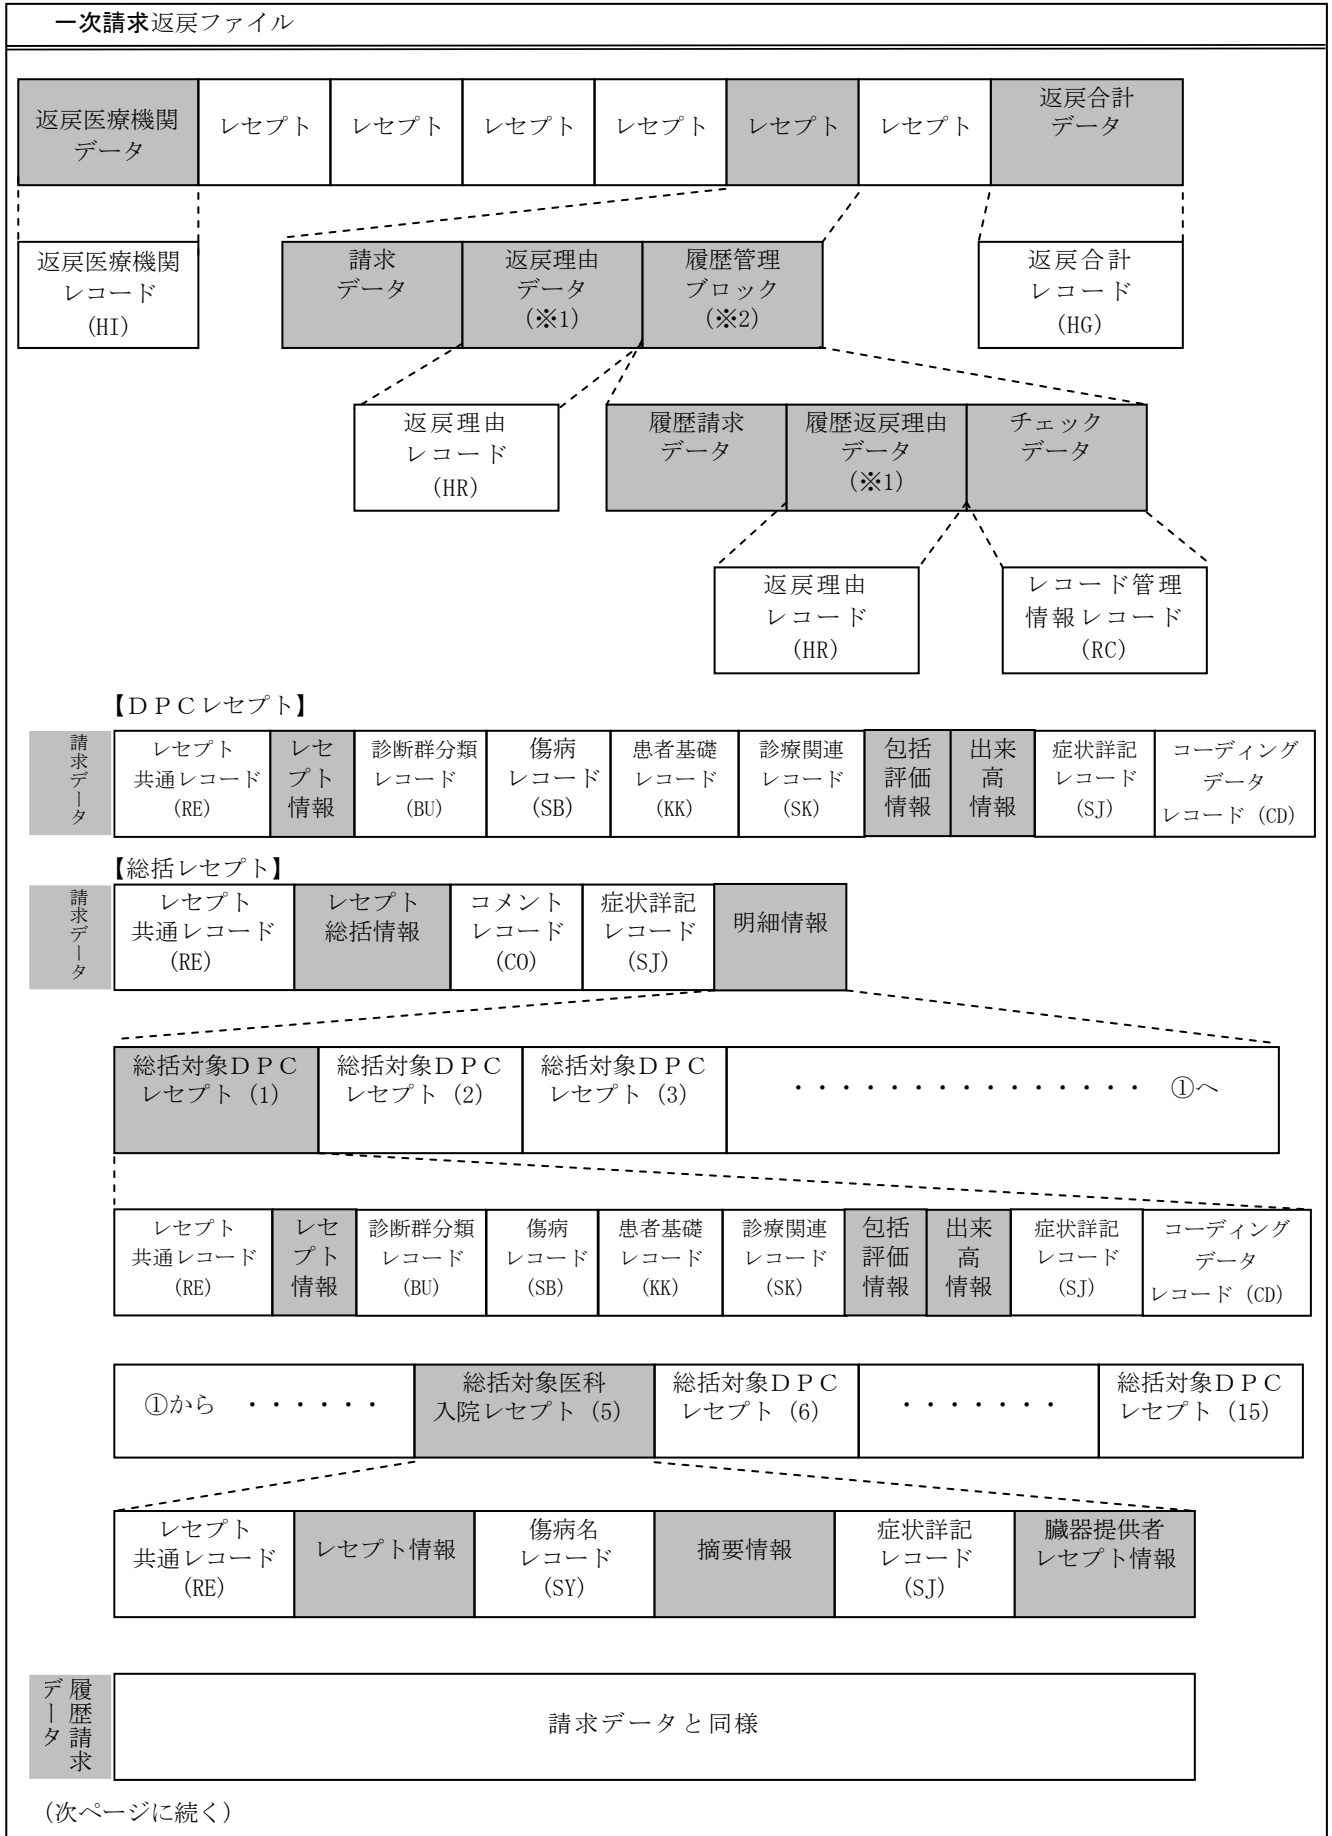 一次請求返戻ファイル
返戻医療機関
データ
レセプト
レセプト
レセプト
レセプト
レセプト
レセプト
返戻合計
データ
返戻医療機関
レコード
(HI)
請求
データ
返戻理由
データ
(※1)
履歴管理
ブロック
(※2)
返戻合計
レコード
(HG)
返戻理由
レコード
(HR)
履歴請求
データ
履歴返戻理由
データ
(※1)
チェック
データ
返戻理由
レコード
(HR)
レコード管理
情報レコード
(RC)
【DPCレセプト】
請求データ
レセプト
共通レコード
(RE)
レセ
プト
情報
診断群分類
レコード
(BU)
傷病
レコード
(SB)
患者基礎
レコード
(KK)
診療関連
レコード
(SK)
包括
評価
情報
出来
高
情報
症状詳記
レコード
(SJ)
コーディング
データ
レコード (CD)
【総括レセプト】
請求データ
レセプト
共通レコード
(RE)
レセプト
総括情報
コメント
レコード
(CO)
症状詳記
レコード
(SJ)
明細情報
総括対象DPC
レセプト (1)
総括対象DPC
レセプト (2)
総括対象DPC
レセプト (3)
・・・・・・・・・・・・・・・ ①へ
レセプト
共通レコード
(RE)
レセ
プト
情報
診断群分類
レコード
(BU)
傷病
レコード
(SB)
患者基礎
レコード
(KK)
診療関連
レコード
(SK)
包括
評価
情報
出来
高
情報
症状詳記
レコード
(SJ)
コーディング
データ
レコード (CD)
①から ・・・・・・
総括対象医科
入院レセプト (5)
総括対象DPC
レセプト (6)
・・・・・・・
総括対象DPC
レセプト (15)
レセプト
共通レコード
(RE)
レセプト情報
傷病名
レコード
(SY)
摘要情報
症状詳記
レコード
(SJ)
臓器提供者
レセプト情報
履歴請求
データ
請求データと同様
(次ページに続く)